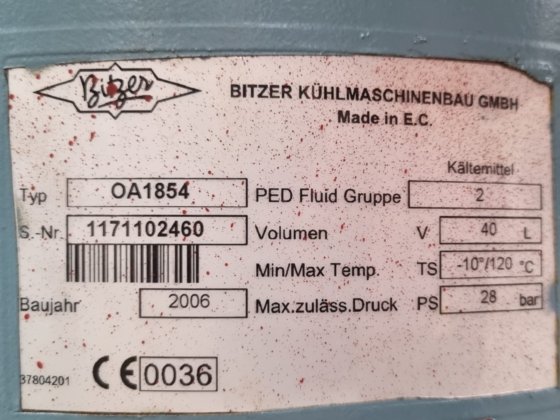 Bitzer
BITZER KÜHLMASCHINENBAU GMBH
Made in E.C.
Kältemittel
Typ OA1854 PED Fluid Gruppe 2
S.-Nr. 1171102460 Volumen V 40 L
Min/Max Temp. TS -10°/120 °C
Baujahr 2006 Max.zuläss.Druck PS 28 bar
37804201 CE 0036